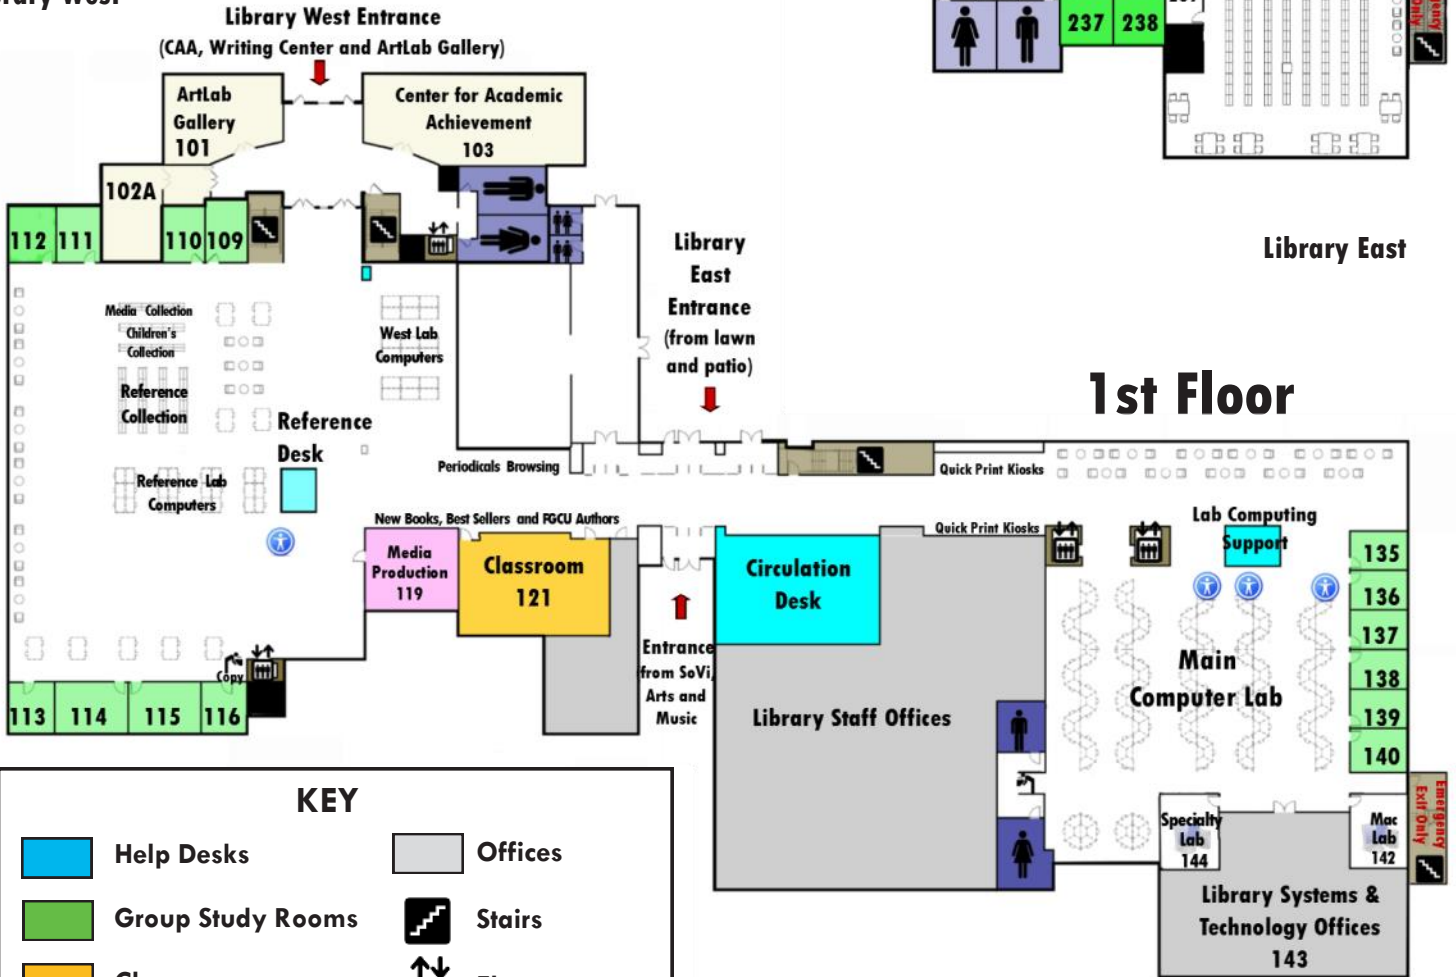 Library West Entrance
(CAA, Writing Center and ArtLab Gallery)
237 238
Emergency
Only
ArtLab
Gallery
101
Center for Academic
Achievement
103
102A
112 111 110 109
Library East
Library
East
Entrance
(from lawn
and patio)
Media Collection
Children's
Collection
Reference
Collection
West Lab
Computers
Reference
Desk
Reference Lab
Computers
1st Floor
Periodicals Browsing
Quick Print Kiosks
New Books, Best Sellers and FGCU Authors
Quick Print Kiosks
Media
Production
119
Classroom
121
Circulation
Desk
Lab Computing
Support
135
136
137
138
139
140
Entrance
from SoVi,
Arts and
Music
Main
Computer Lab
Library Staff Offices
Copy
113 114 115 116
Specialty
Lab
144
Mac
Lab
142
Emergency
Exit Only
Library Systems &
Technology Offices
143
KEY
Help Desks
Offices
Group Study Rooms
Stairs